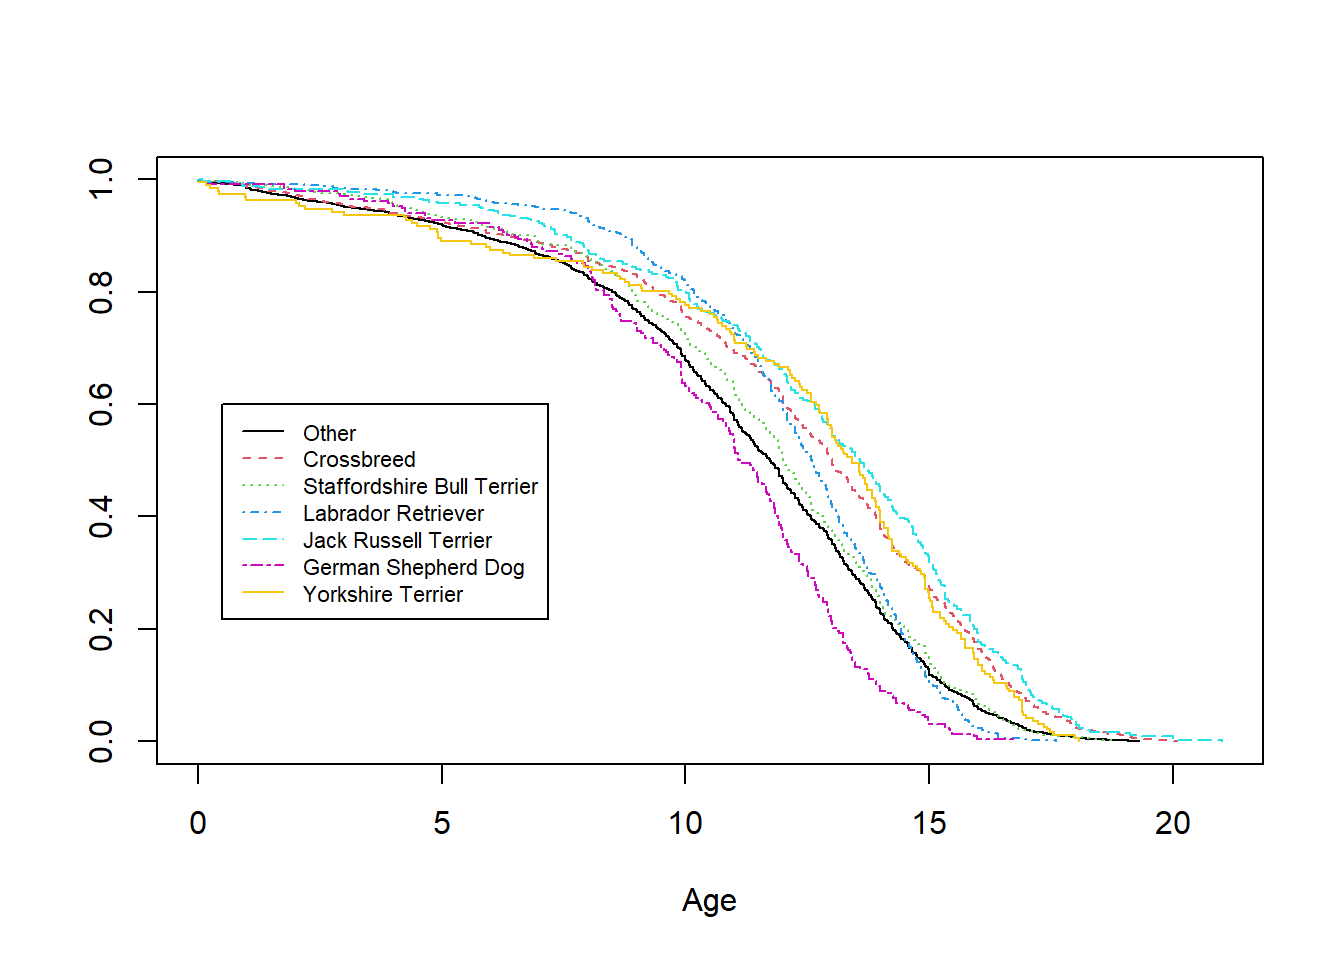 1.0
0.8
0.6
0.4
0.2
0.0
Other
Crossbreed
Staffordshire Bull Terrier
Labrador Retriever
Jack Russell Terrier
German Shepherd Dog
Yorkshire Terrier
0 5 10 15 20
Age